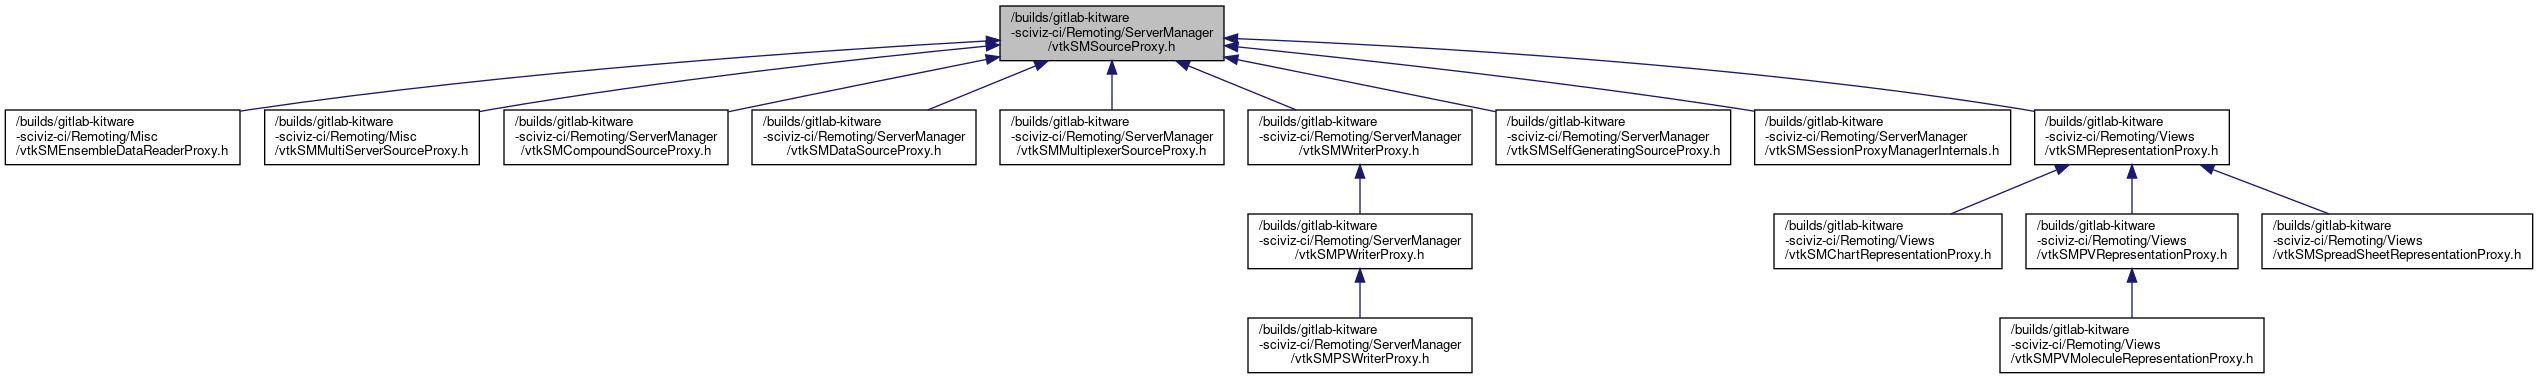 /builds/gitlab-kitware
-sciviz-ci/Remoting/ServerManager
/vtkSMSourceProxy.h
/builds/gitlab-kitware
-sciviz-ci/Remoting/Misc
/vtkSMEnsembleDataReaderProxy.h
/builds/gitlab-kitware
-sciviz-ci/Remoting/Misc
/vtkSMMultiServerSourceProxy.h
/builds/gitlab-kitware
-sciviz-ci/Remoting/ServerManager
/vtkSMCompoundSourceProxy.h
/builds/gitlab-kitware
-sciviz-ci/Remoting/ServerManager
/vtkSMDataSourceProxy.h
/builds/gitlab-kitware
-sciviz-ci/Remoting/ServerManager
/vtkSMMultiplexerSourceProxy.h
/builds/gitlab-kitware
-sciviz-ci/Remoting/ServerManager
/vtkSMWriterProxy.h
/builds/gitlab-kitware
-sciviz-ci/Remoting/ServerManager
/vtkSMSelfGeneratingSourceProxy.h
/builds/gitlab-kitware
-sciviz-ci/Remoting/ServerManager
/vtkSMSessionProxyManagerInternals.h
/builds/gitlab-kitware
-sciviz-ci/Remoting/Views
/vtkSMRepresentationProxy.h
/builds/gitlab-kitware
-sciviz-ci/Remoting/ServerManager
/vtkSMPWriterProxy.h
/builds/gitlab-kitware
-sciviz-ci/Remoting/Views
/vtkSMChartRepresentationProxy.h
/builds/gitlab-kitware
-sciviz-ci/Remoting/Views
/vtkSMPVRepresentationProxy.h
/builds/gitlab-kitware
-sciviz-ci/Remoting/Views
/vtkSMSpreadSheetRepresentationProxy.h
/builds/gitlab-kitware
-sciviz-ci/Remoting/ServerManager
/vtkSMPSWriterProxy.h
/builds/gitlab-kitware
-sciviz-ci/Remoting/Views
/vtkSMPVMoleculeRepresentationProxy.h